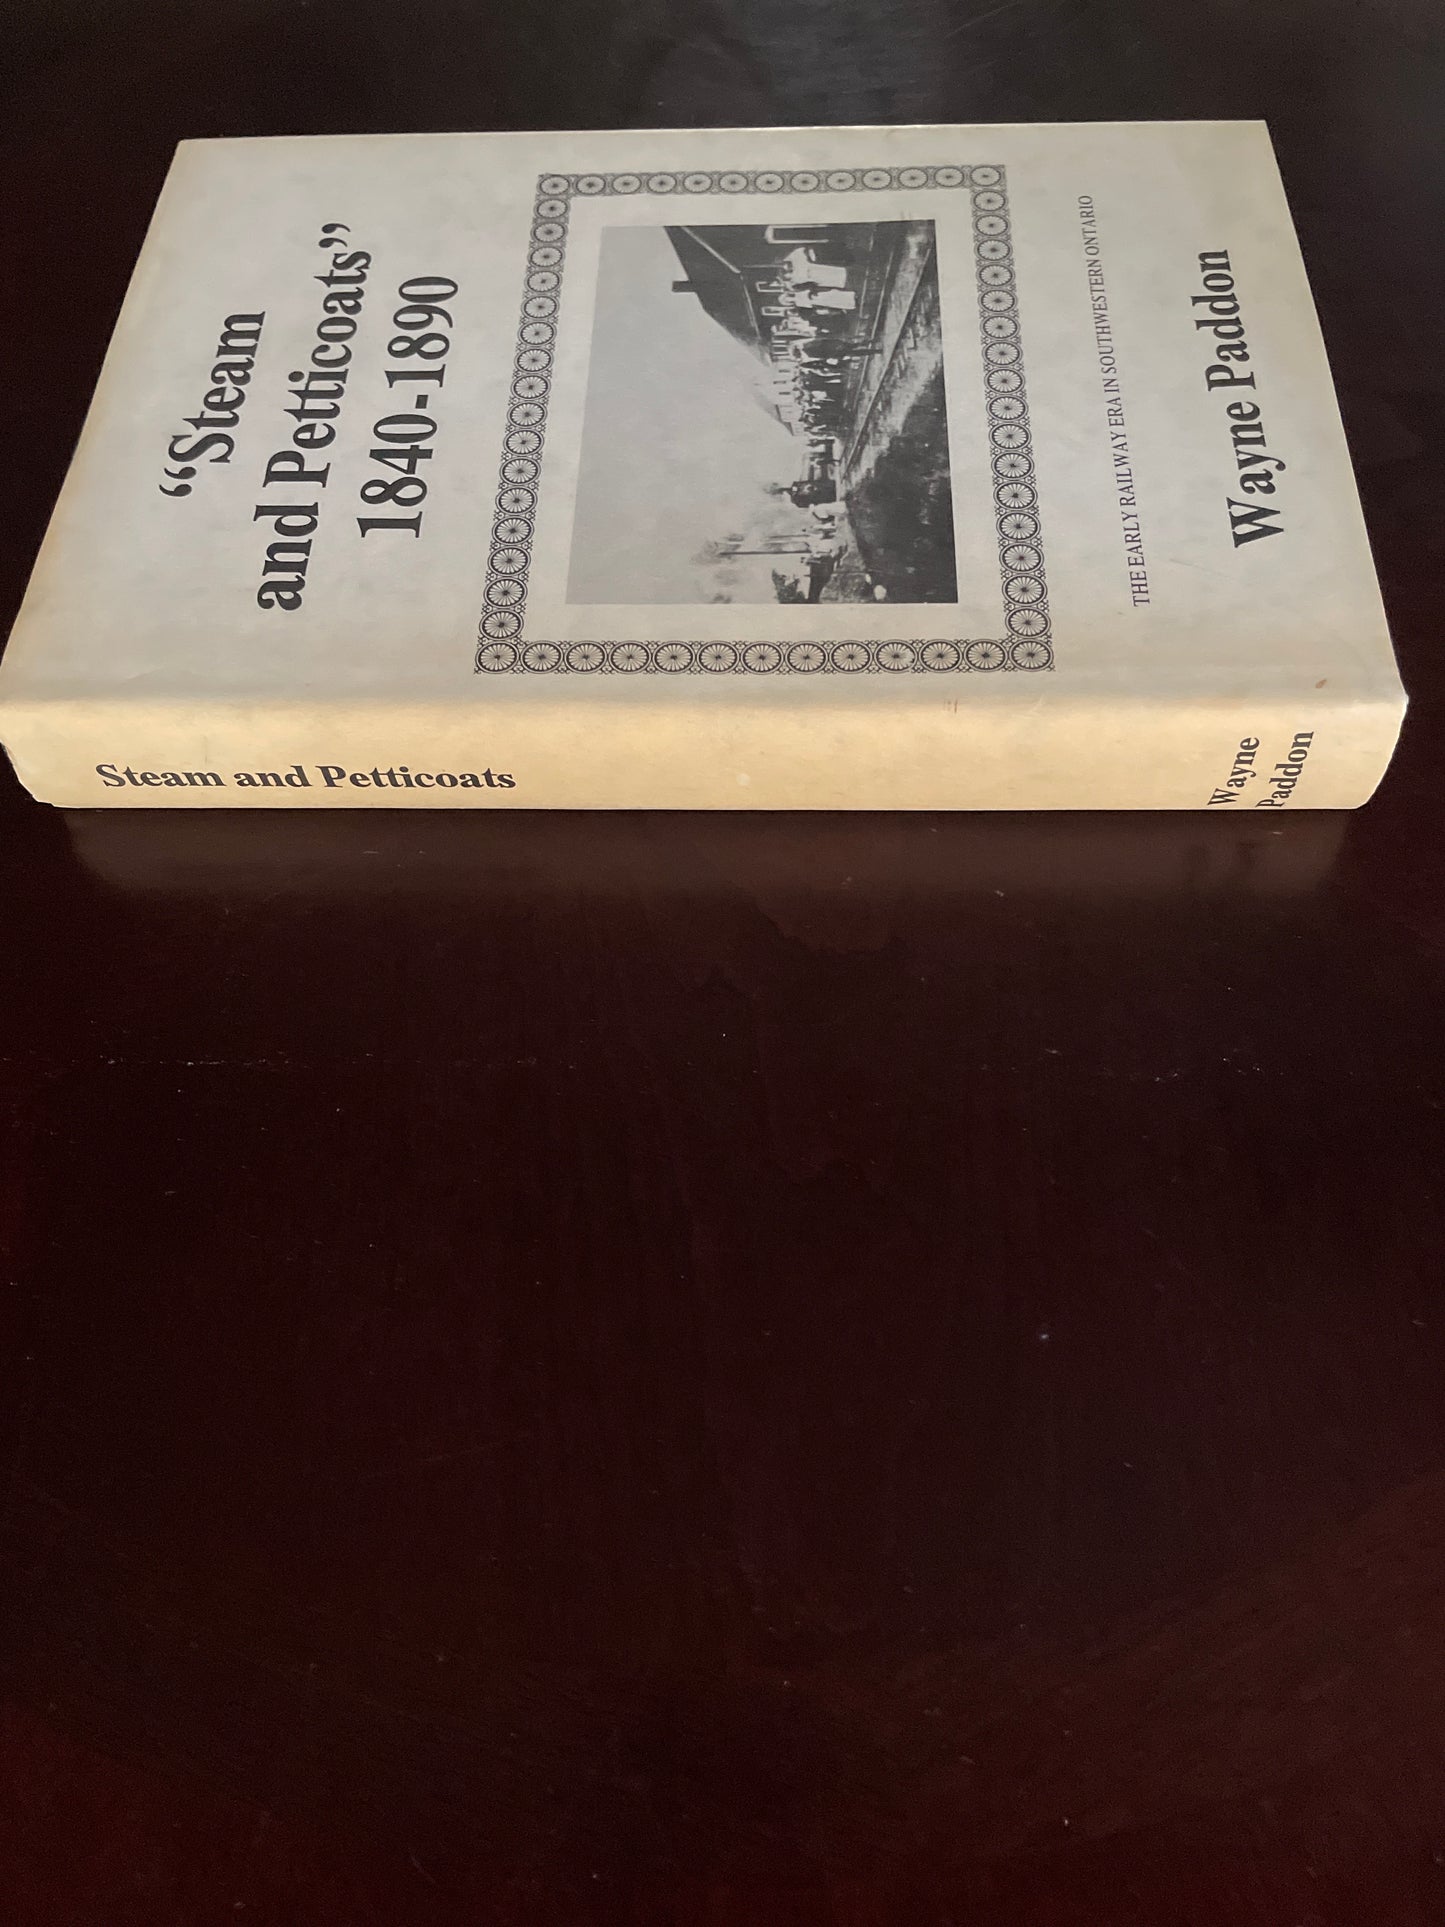 “Steam
and Petticoats”
1840-1890
THE EARLY RAILWAY ERA IN SOUTHWESTERN ONTARIO
Wayne Paddon
Steam and Petticoats
Wayne
Paddon